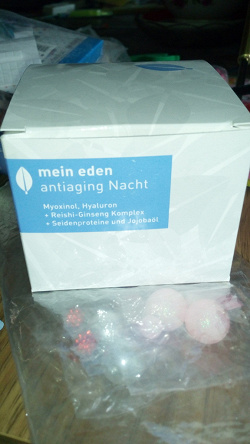 mein eden
antiaging Nacht
Myoxinol, Hyaluron
+ Reishi-Ginseng Komplex
+ Seidenproteine und Jojobaöl